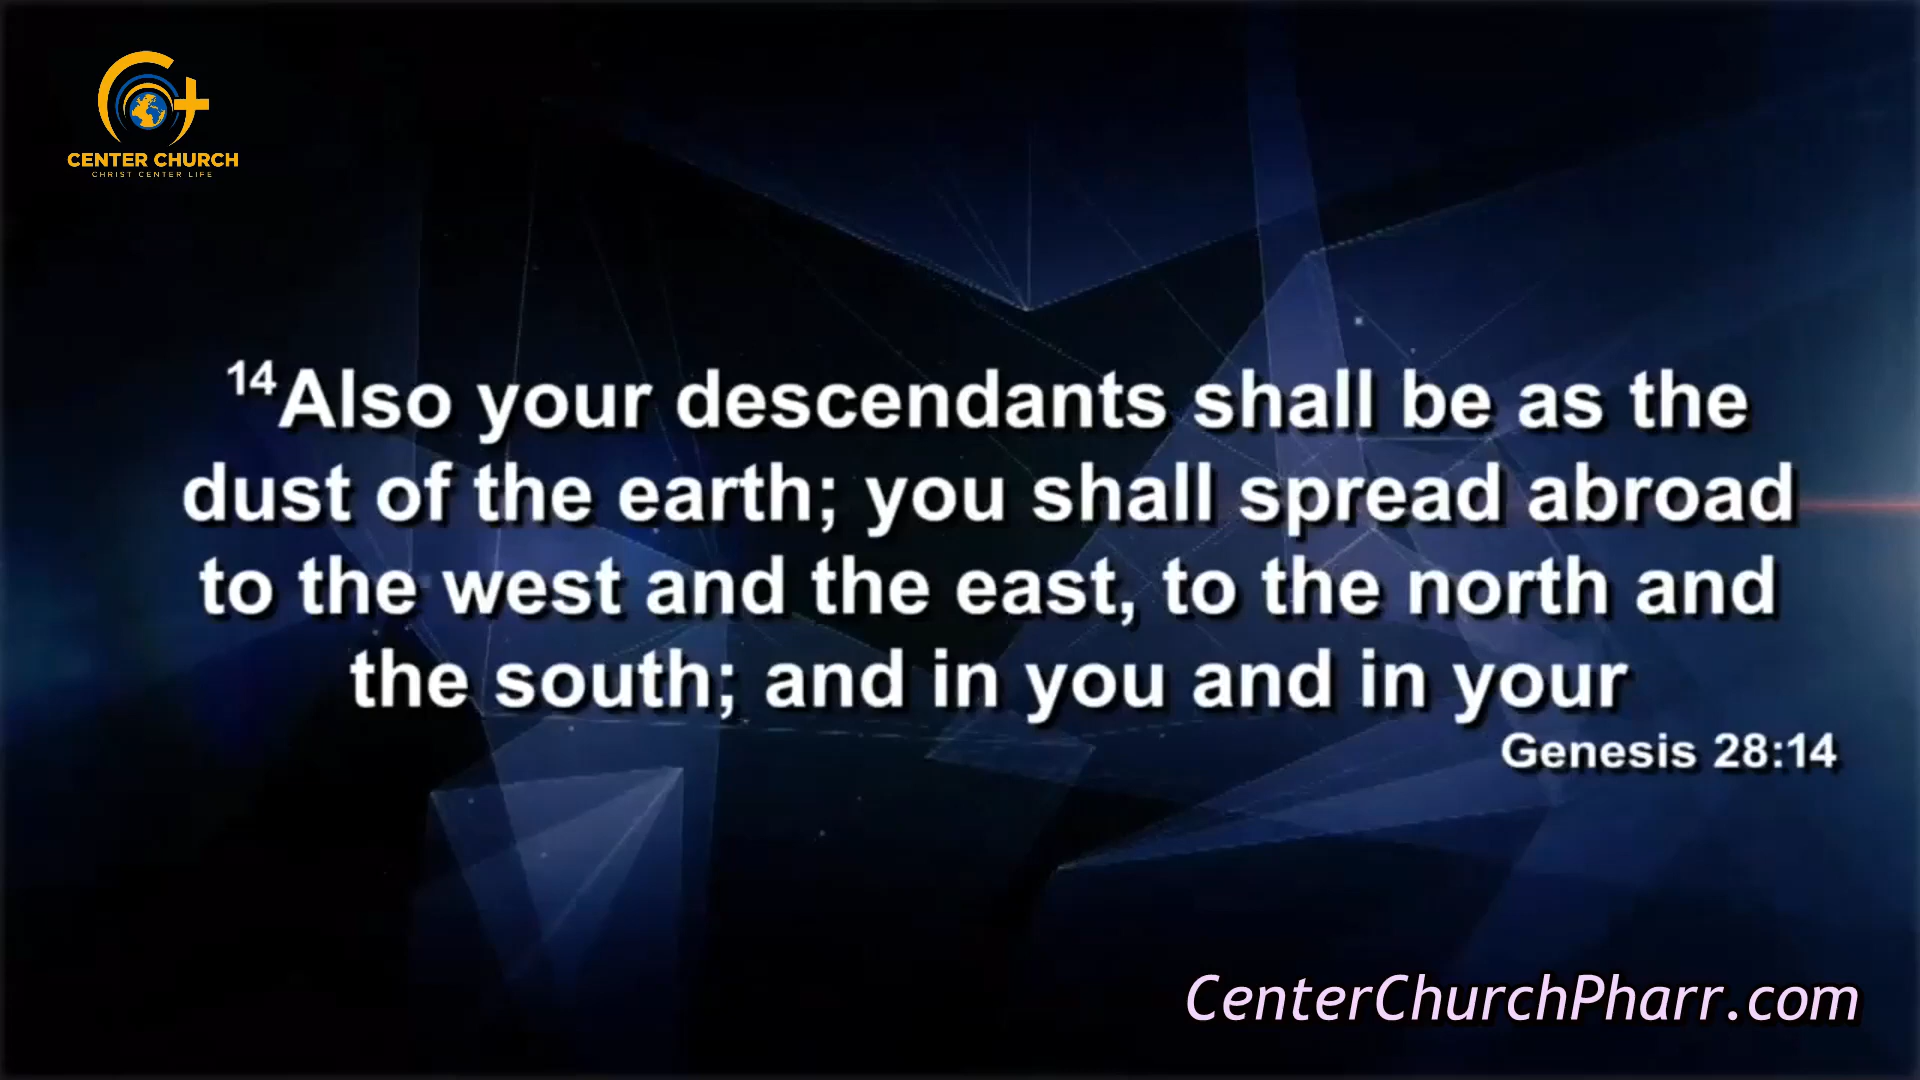 CENTER CHURCH
CHRIST CENTER LIFE
14Also your descendants shall be as the
dust of the earth; you shall spread abroad
to the west and the east, to the north and
the south; and in you and in your
Genesis 28:14
CenterChurchPharr.com